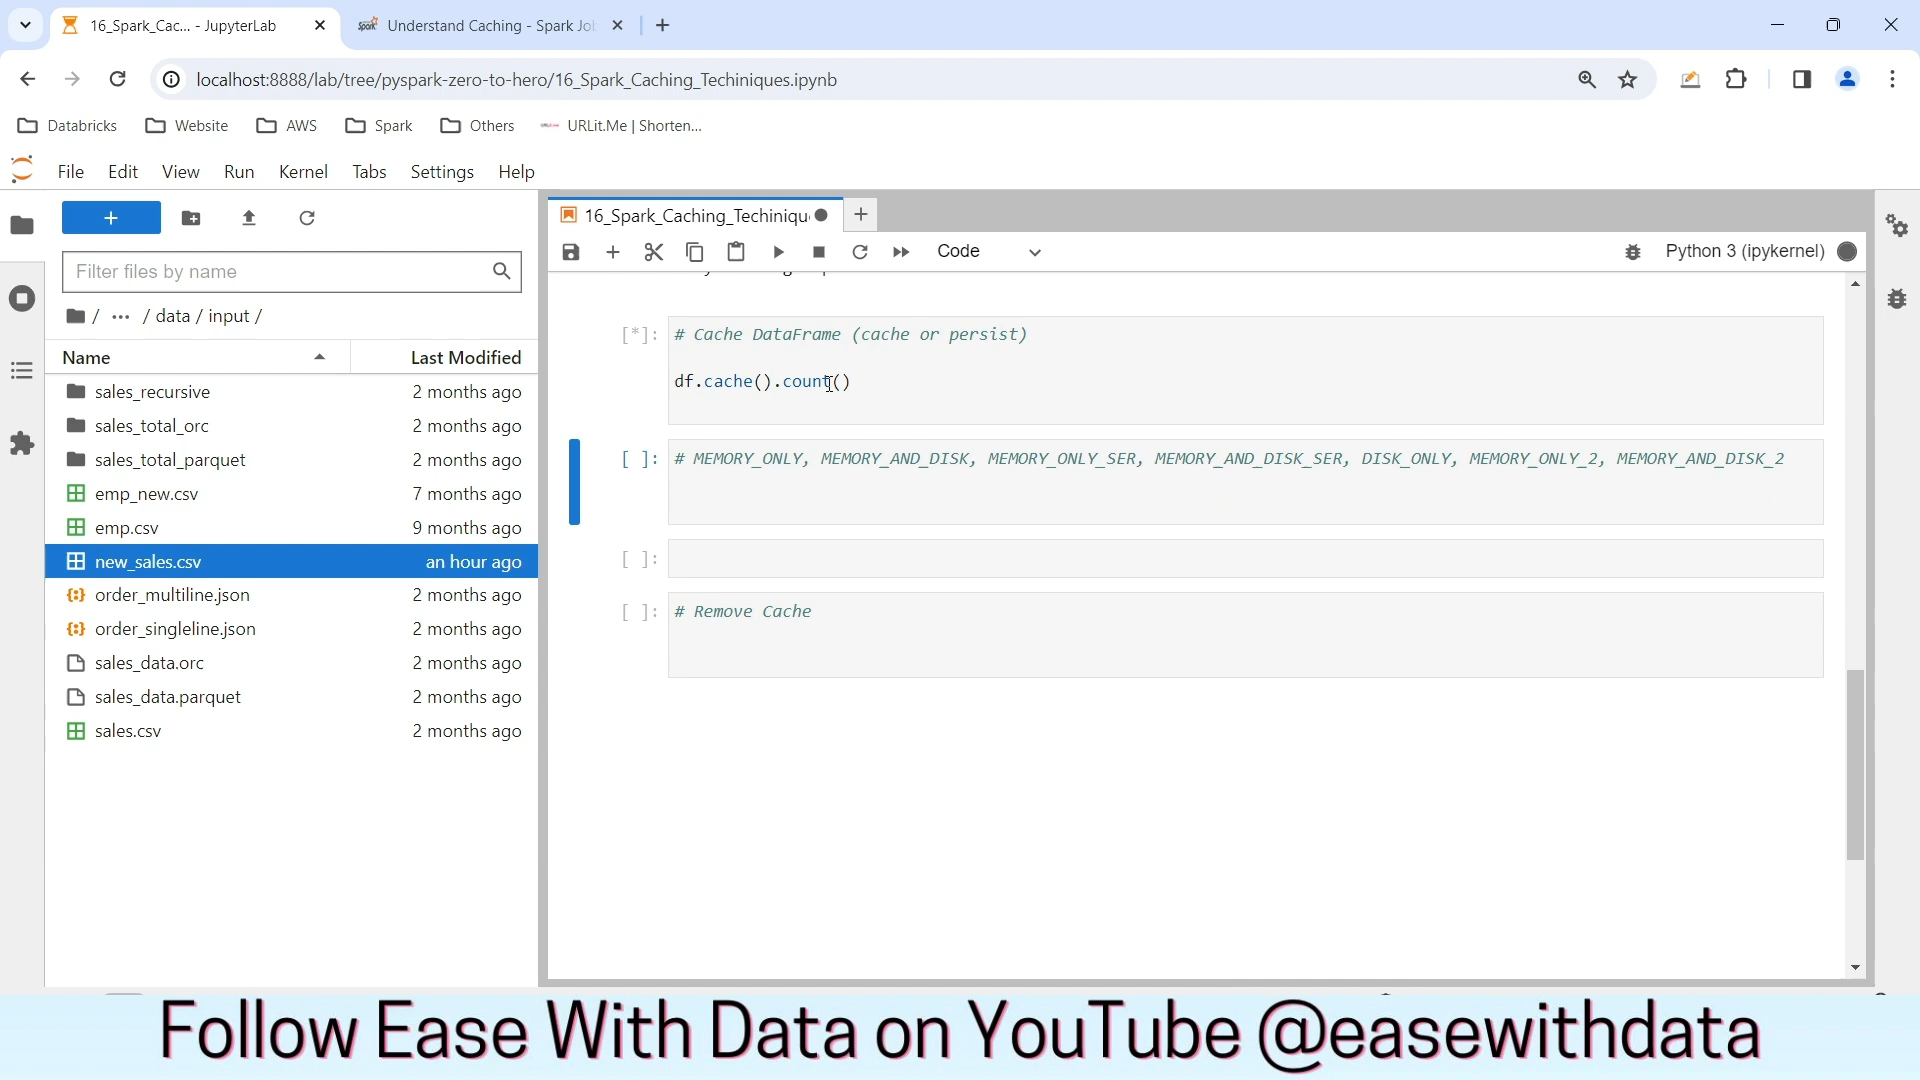 16_Spark_Cac... - JupyterLab
Understand Caching - Spark Jo
localhost:8888/lab/tree/pyspark-zero-to-hero/16_Spark_Caching_Techiniques.ipynb
Databricks Website AWS Spark Others URLit.Me | Shorten...
File Edit View Run Kernel Tabs Settings Help
Filter files by name
/ ... / data / input /
Name Last Modified
sales_recursive 2 months ago
sales_total_orc 2 months ago
sales_total_parquet 2 months ago
emp_new.csv 7 months ago
emp.csv 9 months ago
new_sales.csv an hour ago
order_multiline.json 2 months ago
order_singleline.json 2 months ago
sales_data.orc 2 months ago
sales_data.parquet 2 months ago
sales.csv 2 months ago
16_Spark_Caching_Techiniqu
Code
Python 3 (ipykernel)
[*]: # Cache DataFrame (cache or persist)
df.cache().count()
[ ]: # MEMORY_ONLY, MEMORY_AND_DISK, MEMORY_ONLY_SER, MEMORY_AND_DISK_SER, DISK_ONLY, MEMORY_ONLY_2, MEMORY_AND_DISK_2
[ ]:
[ ]: # Remove Cache
Follow Ease With Data on YouTube @easewithdata